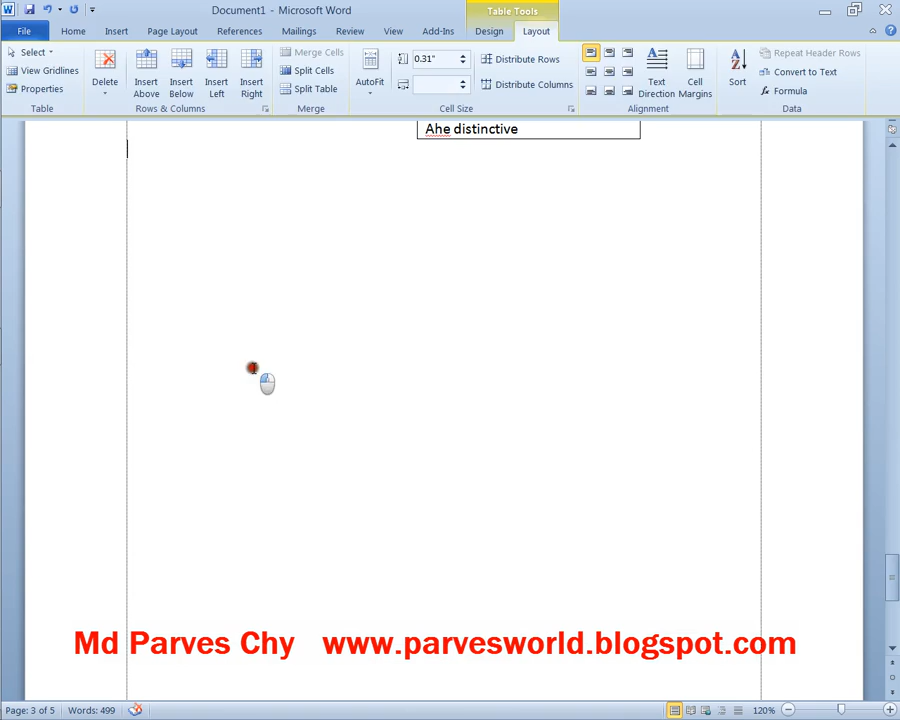 Document1 - Microsoft Word
Table Tools
File Home Insert Page Layout References Mailings Review View Add-Ins Design Layout
Select
View Gridlines
Properties
Table
Delete
Insert Above
Insert Below
Insert Left
Insert Right
Rows & Columns
Merge Cells
Split Cells
Split Table
Merge
AutoFit
0.31"
Distribute Rows
Distribute Columns
Cell Size
Text Direction
Cell Margins
Alignment
Sort
Repeat Header Rows
Convert to Text
Formula
Data
Ahe distinctive
Md Parves Chy www.parvesworld.blogspot.com
Page: 3 of 5 Words: 499 120%